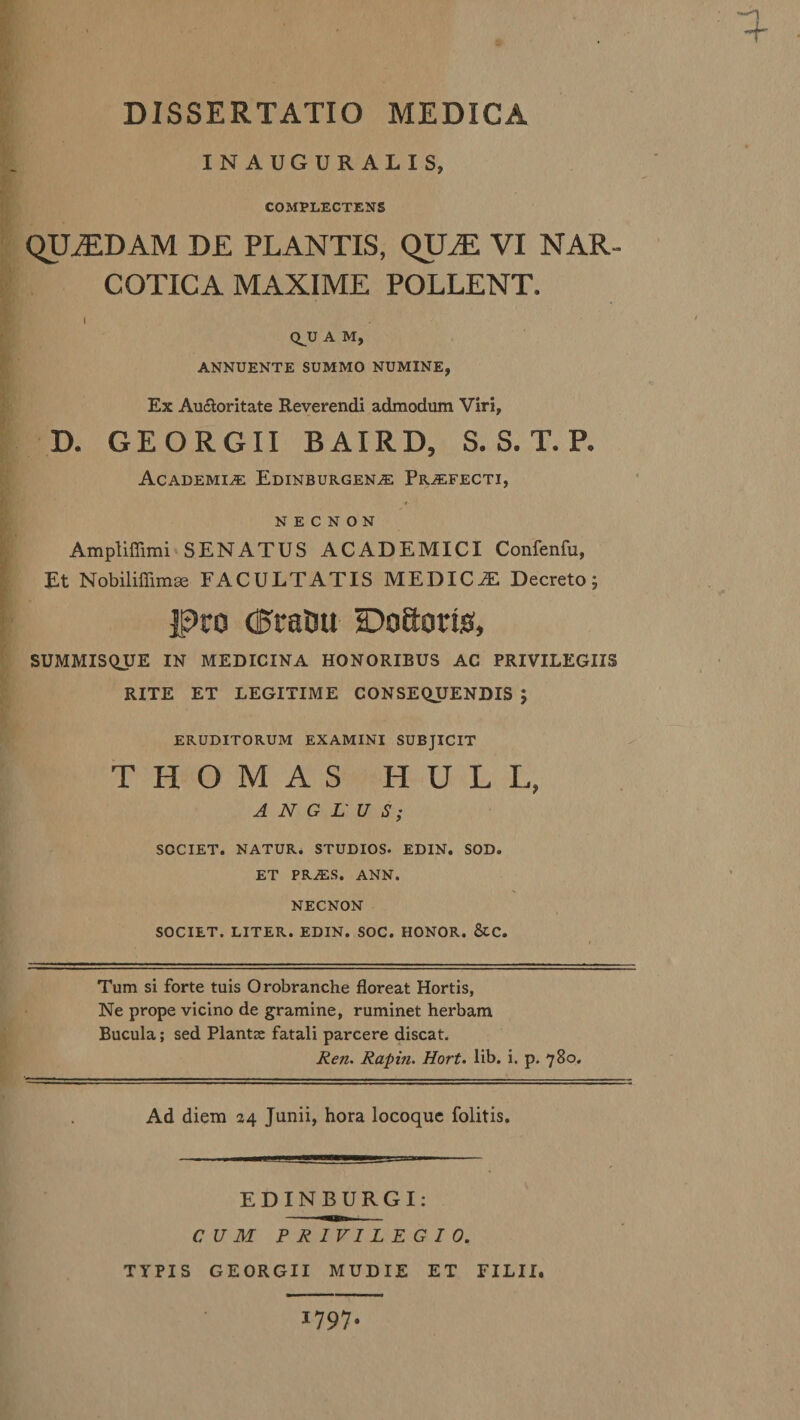 7
DISSERTATIO MEDICA
INAUGURALIS,
COMPLECTENS
QUÆDAM DE PLANTIS, QUÆ VI NAR-
COTICA MAXIME POLLENT.
QUAM,
ANNUENTE SUMMO NUMINE,
Ex Auctoritate Reverendi admodum Viri,
D. GEORGII BAIRD, S. S. T. P.
ACADEMIÆ EDINBURGENÆ PRÆFECTI,
NECNON
Ampliſſimi SENATUS ACADEMICI Conſenſu,
Et Nobiliſſimæ FACULTATIS MEDICÆ Decreto;
Pro Gradu Doctoris,
SUMMISQUE IN MEDICINA HONORIBUS AC PRIVILEGIIS
RITE ET LEGITIME CONSEQUENDIS ;
ERUDITORUM EXAMINI SUBJICIT
THOMAS HULL,
ANGLUS;
SOCIET. NATUR. STUDIOS. EDIN. SOD.
ET PRÆS. ANN.
NECNON
SOCIET. LITER. EDIN. SOC. HONOR. &c.
Tum si forte tuis Orobranche floreat Hortis,
Ne prope vicino de gramine, ruminet herbam
Bucula; sed Plantæ fatali parcere discat.
Ren. Rapin. Hort. lib. i. p. 780.
Ad diem 24 Junii, hora locoque ſolitis.
EDINBURGI:
CUM PRIVILEGIO.
TYPIS GEORGII MUDIE ET FILII.
1797.